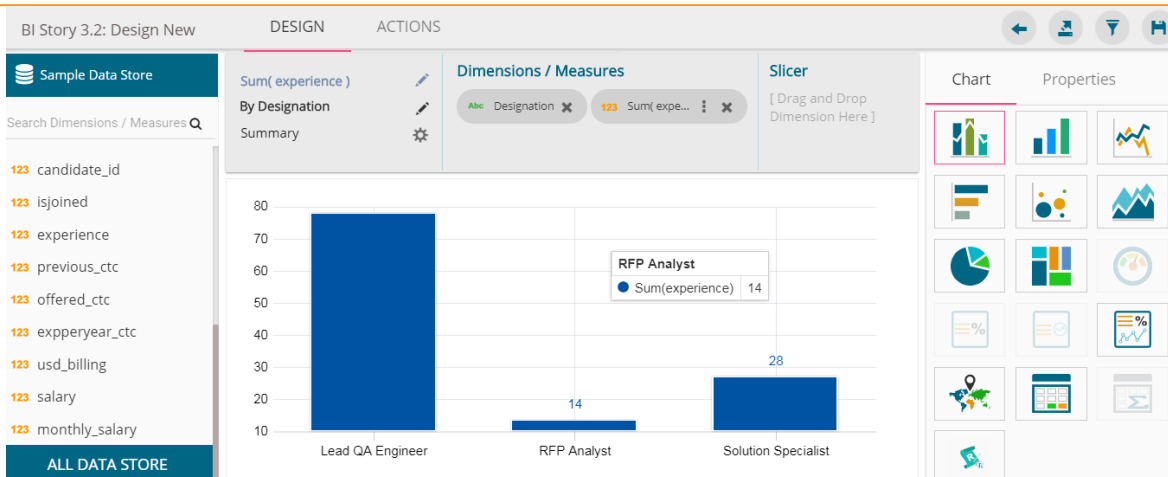 BI Story 3.2: Design New
DESIGN
ACTIONS
Sample Data Store
Search Dimensions / Measures
123 candidate_id
123 isjoined
123 experience
123 previous_ctc
123 offered_ctc
123 expperyear_ctc
123 usd_billing
123 salary
123 monthly_salary
ALL DATA STORE
Sum( experience )
By Designation
Summary
Dimensions / Measures
Abc Designation
123 Sum( expe...
Slicer
[ Drag and Drop
Dimension Here ]
80
70
60
50
40
30
20
10
RFP Analyst
Sum(experience) 14
14
28
Lead QA Engineer
RFP Analyst
Solution Specialist
Chart
Properties
%
%
%
R